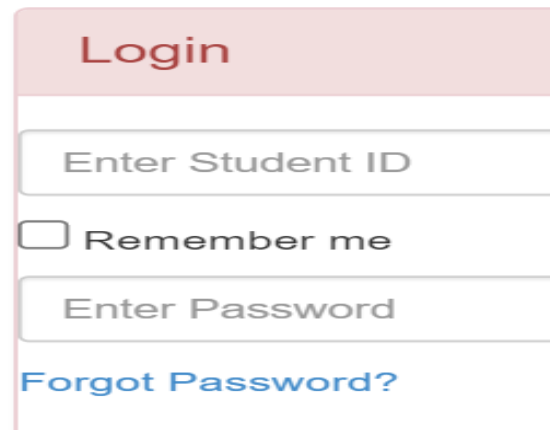 Login
Enter Student ID
Remember me
Enter Password
Forgot Password?